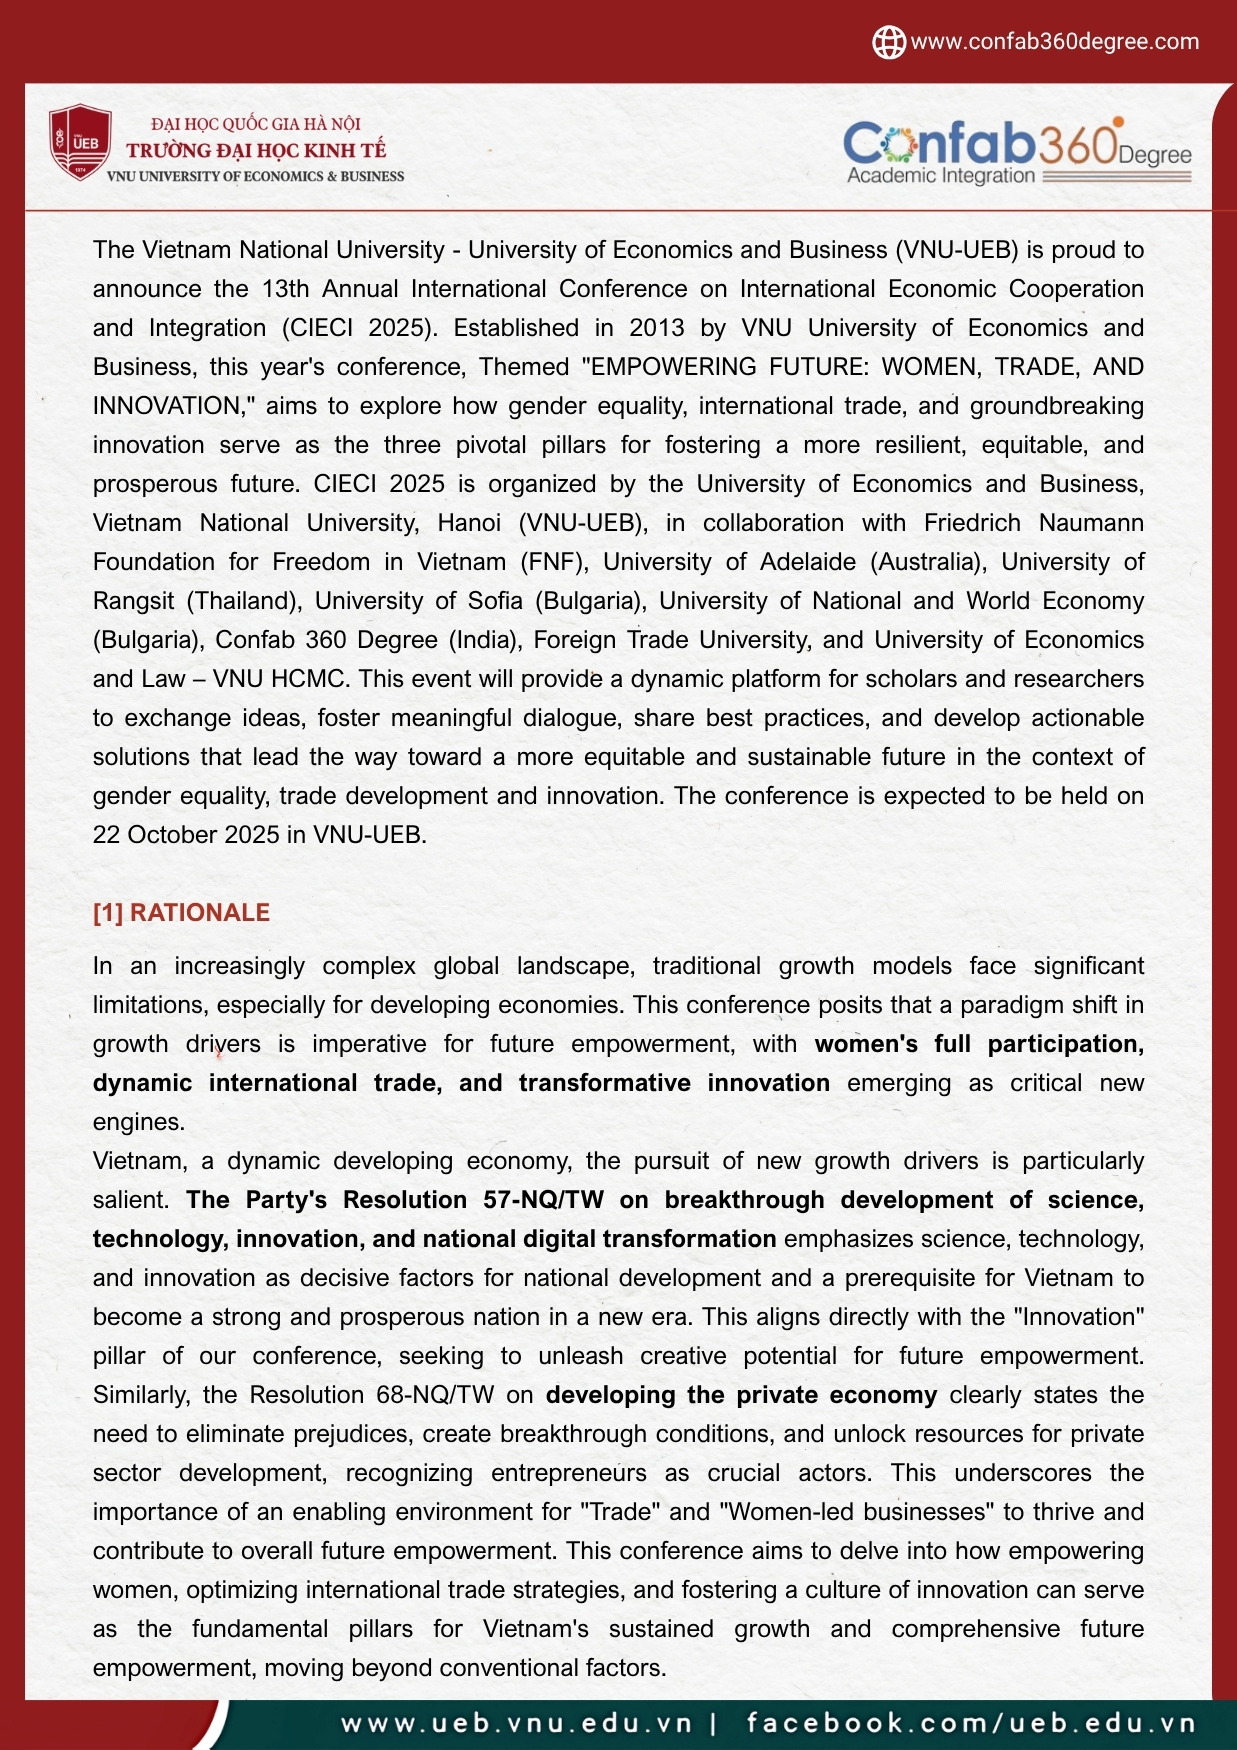 www.confab360degree.com
ĐẠI HỌC QUỐC GIA HÀ NỘI
TRƯỜNG ĐẠI HỌC KINH TẾ
VNU UNIVERSITY OF ECONOMICS & BUSINESS
VNU
UEB
1974
Confab360Degree
Academic Integration
The Vietnam National University - University of Economics and Business (VNU-UEB) is proud to
announce the 13th Annual International Conference on International Economic Cooperation
and Integration (CIECI 2025). Established in 2013 by VNU University of Economics and
Business, this year's conference, Themed "EMPOWERING FUTURE: WOMEN, TRADE, AND
INNOVATION," aims to explore how gender equality, international trade, and groundbreaking
innovation serve as the three pivotal pillars for fostering a more resilient, equitable, and
prosperous future. CIECI 2025 is organized by the University of Economics and Business,
Vietnam National University, Hanoi (VNU-UEB), in collaboration with Friedrich Naumann
Foundation for Freedom in Vietnam (FNF), University of Adelaide (Australia), University of
Rangsit (Thailand), University of Sofia (Bulgaria), University of National and World Economy
(Bulgaria), Confab 360 Degree (India), Foreign Trade University, and University of Economics
and Law – VNU HCMC. This event will provide a dynamic platform for scholars and researchers
to exchange ideas, foster meaningful dialogue, share best practices, and develop actionable
solutions that lead the way toward a more equitable and sustainable future in the context of
gender equality, trade development and innovation. The conference is expected to be held on
22 October 2025 in VNU-UEB.
[1] RATIONALE
In an increasingly complex global landscape, traditional growth models face significant
limitations, especially for developing economies. This conference posits that a paradigm shift in
growth drivers is imperative for future empowerment, with women's full participation,
dynamic international trade, and transformative innovation emerging as critical new
engines.
Vietnam, a dynamic developing economy, the pursuit of new growth drivers is particularly
salient. The Party's Resolution 57-NQ/TW on breakthrough development of science,
technology, innovation, and national digital transformation emphasizes science, technology,
and innovation as decisive factors for national development and a prerequisite for Vietnam to
become a strong and prosperous nation in a new era. This aligns directly with the "Innovation"
pillar of our conference, seeking to unleash creative potential for future empowerment.
Similarly, the Resolution 68-NQ/TW on developing the private economy clearly states the
need to eliminate prejudices, create breakthrough conditions, and unlock resources for private
sector development, recognizing entrepreneurs as crucial actors. This underscores the
importance of an enabling environment for "Trade" and "Women-led businesses" to thrive and
contribute to overall future empowerment. This conference aims to delve into how empowering
women, optimizing international trade strategies, and fostering a culture of innovation can serve
as the fundamental pillars for Vietnam's sustained growth and comprehensive future
empowerment, moving beyond conventional factors.
www.ueb.vnu.edu.vn | facebook.com/ueb.edu.vn